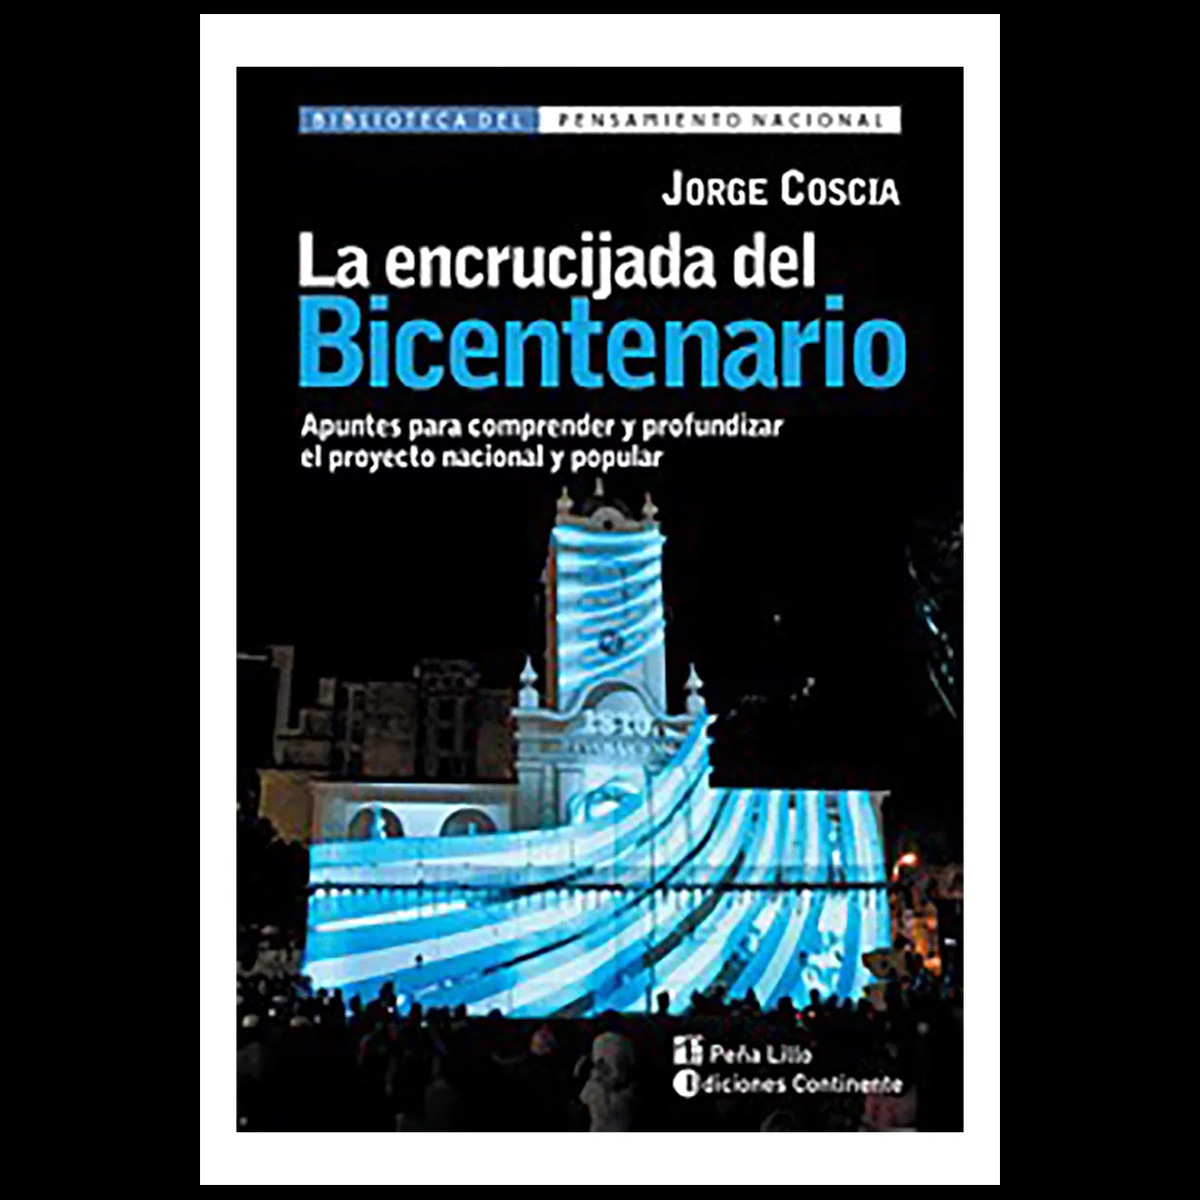 BIBLIOTECA DEL PENSAMIENTO NACIONAL
JORGE COSCIA
La encrucijada del
Bicentenario
Apuntes para comprender y profundizar
el proyecto nacional y popular
1810
Peña Lillo
Ediciones Continente